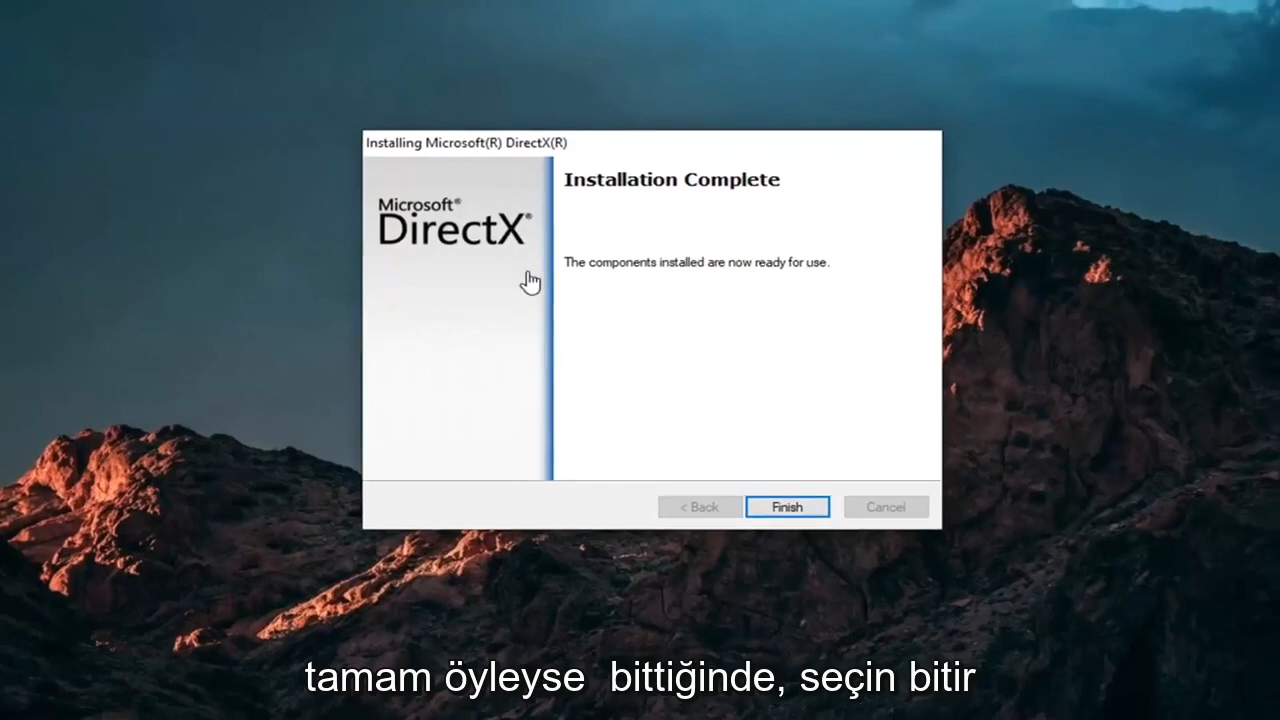 Installing Microsoft(R) DirectX(R)
Microsoft®
DirectX®
Installation Complete
The components installed are now ready for use.
< Back
Finish
Cancel
tamam öyleyse  bittiğinde, seçin bitir